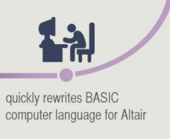 quickly rewrites BASIC
computer language for Altair